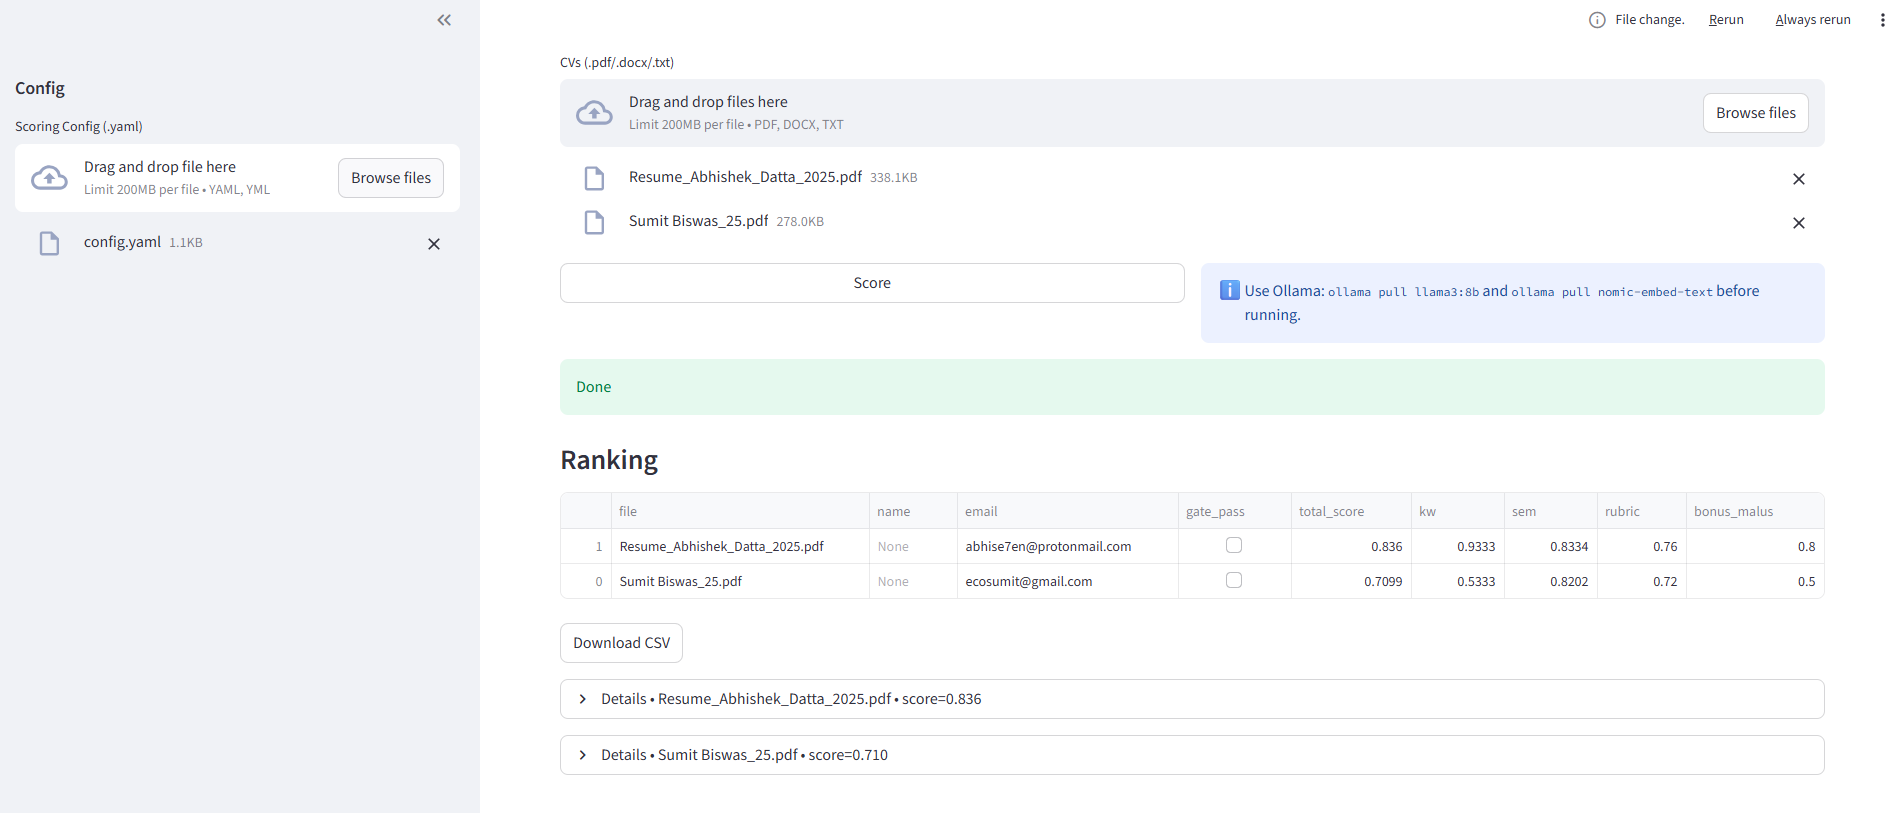 File change. Rerun Always rerun
Config
Scoring Config (.yaml)
Drag and drop file here
Limit 200MB per file • YAML, YML
Browse files
config.yaml 1.1KB
CVs (.pdf/.docx/.txt)
Drag and drop files here
Limit 200MB per file • PDF, DOCX, TXT
Browse files
Resume_Abhishek_Datta_2025.pdf 338.1KB
Sumit Biswas_25.pdf 278.0KB
Score
Use Ollama: ollama pull llama3:8b and ollama pull nomic-embed-text before
running.
Done
Ranking
file name email gate_pass total_score kw sem rubric bonus_malus
1 Resume_Abhishek_Datta_2025.pdf None abhise7en@protonmail.com 0.836 0.9333 0.8334 0.76 0.8
0 Sumit Biswas_25.pdf None ecosumit@gmail.com 0.7099 0.5333 0.8202 0.72 0.5
Download CSV
Details • Resume_Abhishek_Datta_2025.pdf • score=0.836
Details • Sumit Biswas_25.pdf • score=0.710